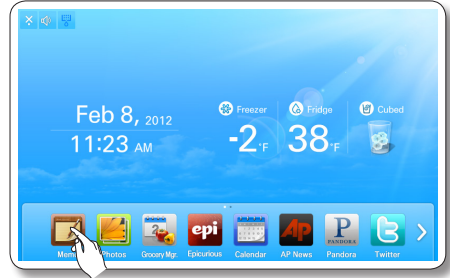 Feb 8, 2012
11:23 AM
Freezer
-2°F
Fridge
38°F
Cubed
epi
AP
P
PANDORA
Photos
Grocery Mgr.
Epicurious
Calendar
AP News
Pandora
Twitter